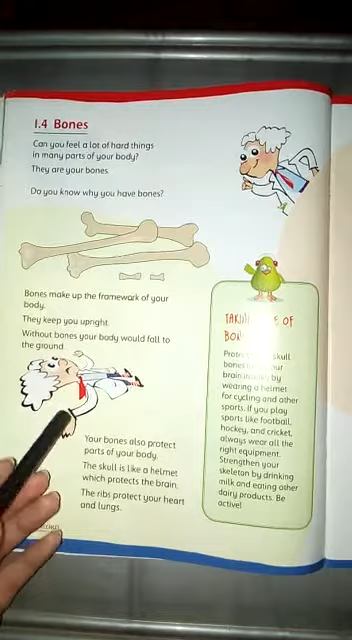 1.4 Bones
Can you feel a lot of hard things
in many parts of your body?
They are your bones.
Do you know why you have bones?
Bones make up the framework of your
body.
They keep you upright.
Without bones your body would fall to
the ground.
Your bones also protect
parts of your body.
The skull is like a helmet
which protects the brain.
The ribs protect your heart
and lungs.
OF
skull
bones
brain by
wearing a helmet
for cycling and other
sports. If you play
sports like football,
hockey, and cricket,
always wear all the
right equipment.
Strengthen your
skeleton by drinking
milk and eating other
dairy products. Be
active!